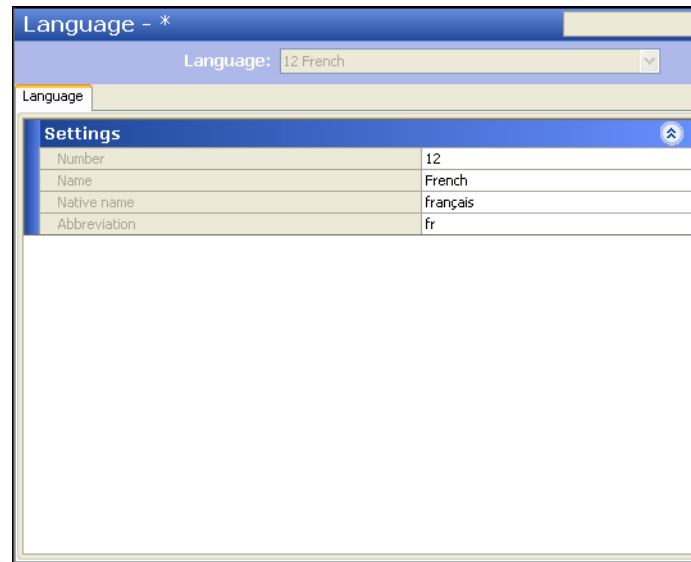 Language - *
Language: 12 French
Language
Settings
Number 12
Name French
Native name français
Abbreviation fr